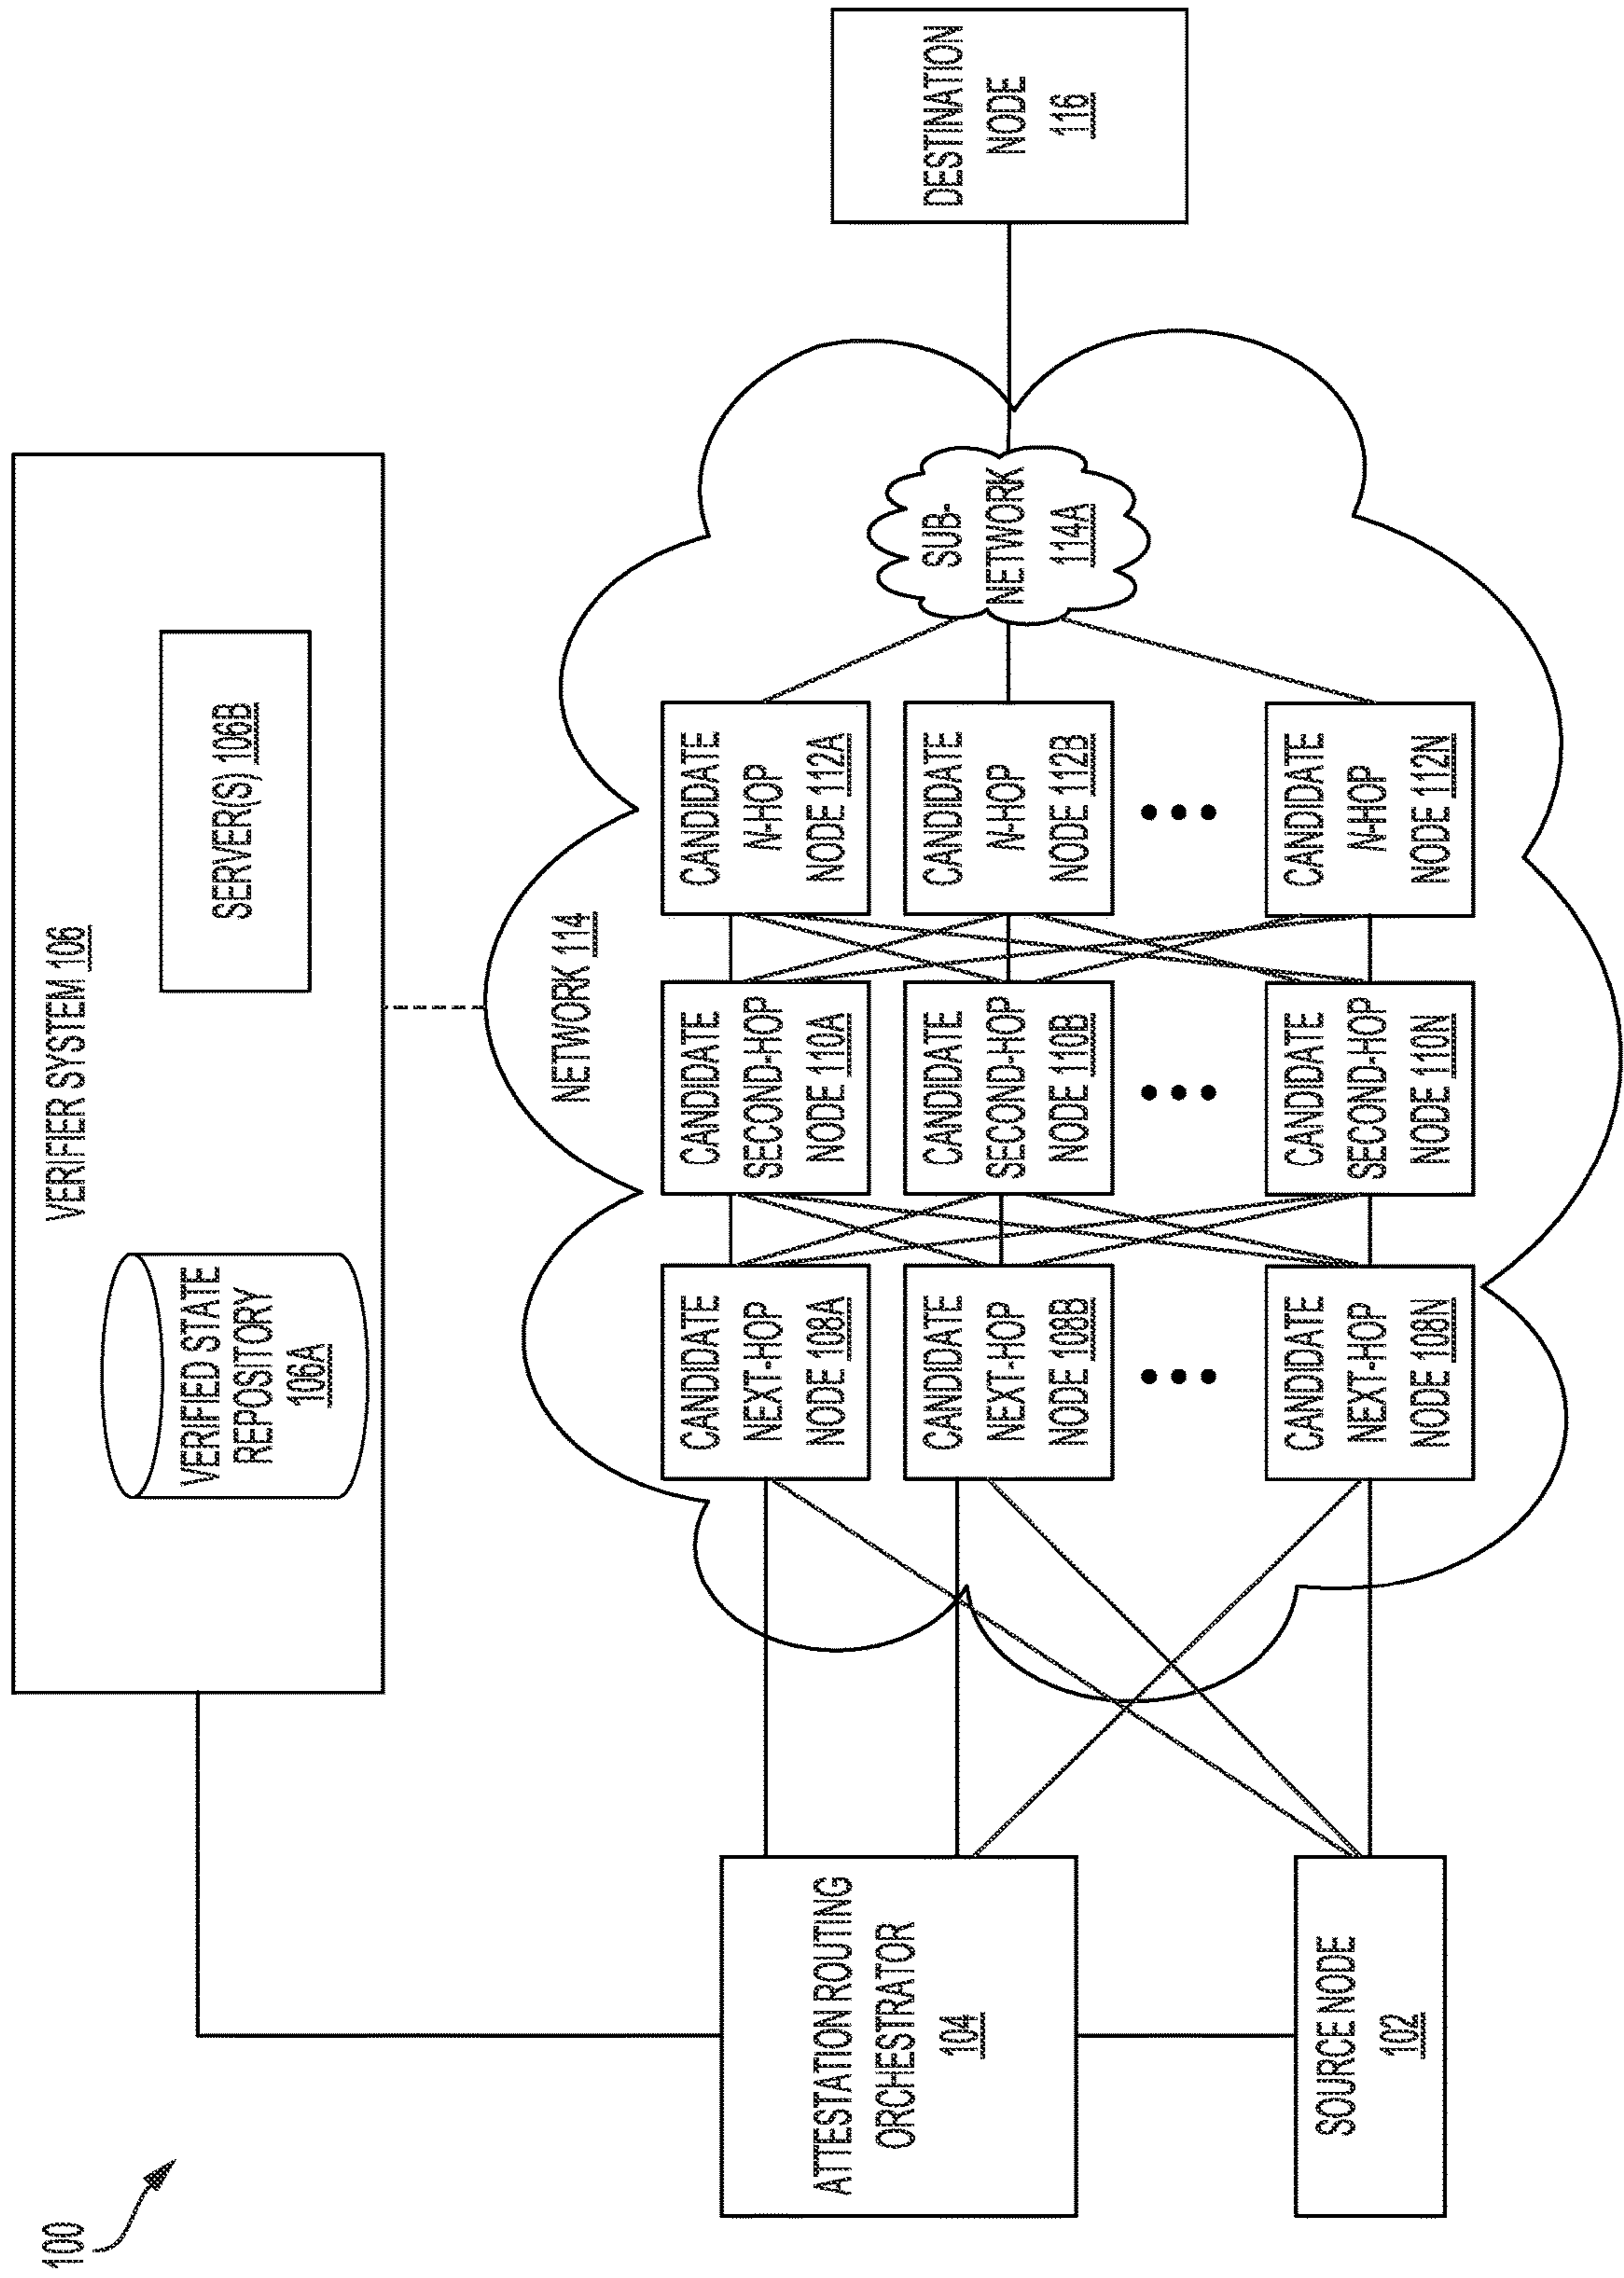 100
VERIFIER SYSTEM 106
VERIFIED STATE
REPOSITORY
106A
SERVER(S) 106B
NETWORK 114
ATTESTATION ROUTING
ORCHESTRATOR
104
SOURCE NODE
102
CANDIDATE
NEXT-HOP
NODE 108A
CANDIDATE
SECOND-HOP
NODE 110A
CANDIDATE
N-HOP
NODE 112A
CANDIDATE
NEXT-HOP
NODE 108B
CANDIDATE
SECOND-HOP
NODE 110B
CANDIDATE
N-HOP
NODE 112B
CANDIDATE
NEXT-HOP
NODE 108N
CANDIDATE
SECOND-HOP
NODE 110N
CANDIDATE
N-HOP
NODE 112N
SUB-
NETWORK
114A
DESTINATION
NODE
116